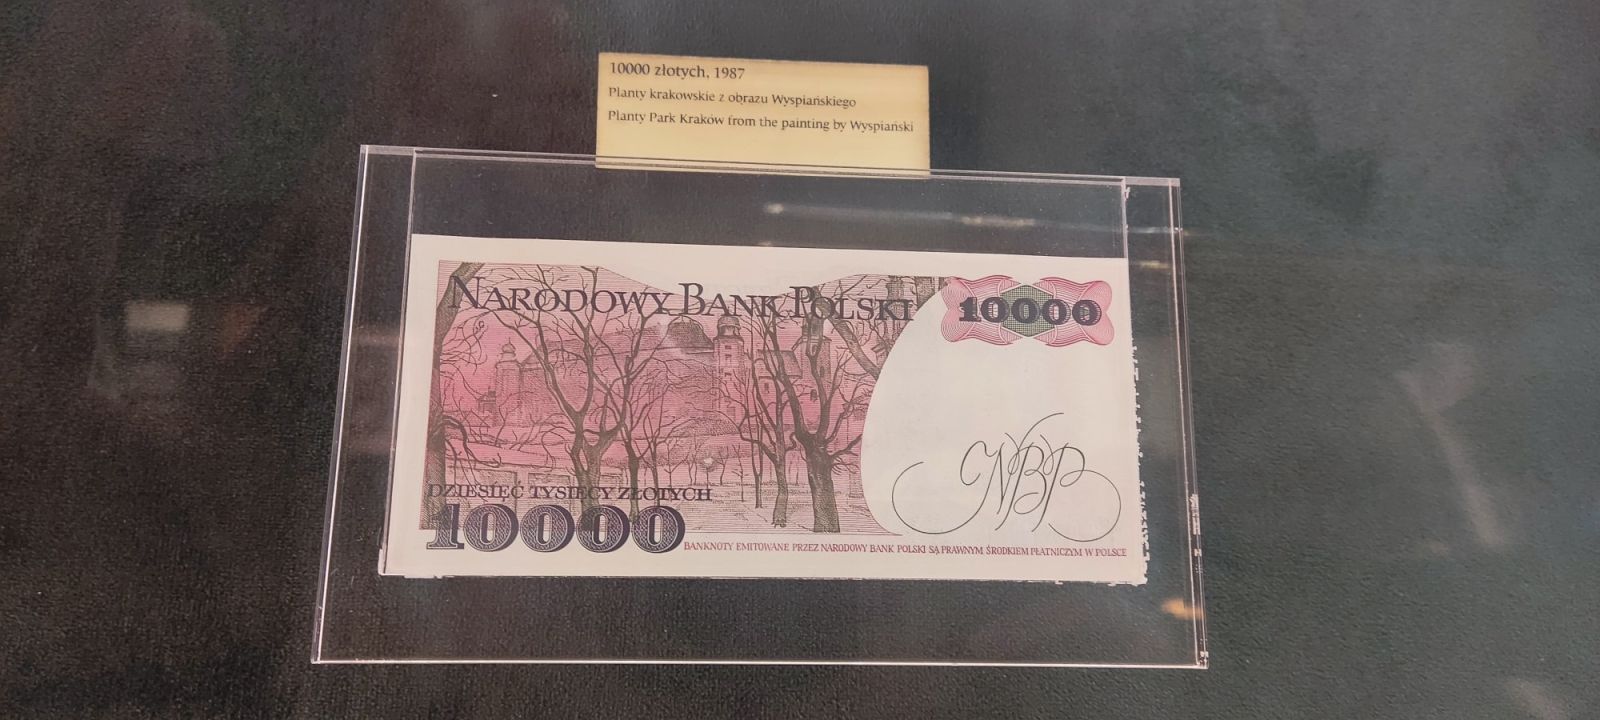 10000 złotych, 1987
Planty krakowskie z obrazu Wyspiańskiego
Planty Park Kraków from the painting by Wyspiański
NARODOWY BANK POLSKI
10000
NBP
DZIESIĘĆ TYSIĘCY ZŁOTYCH
10000
BANKNOTY EMITOWANE PRZEZ NARODOWY BANK POLSKI SĄ PRAWNYM ŚRODKIEM PŁATNICZYM W POLSCE